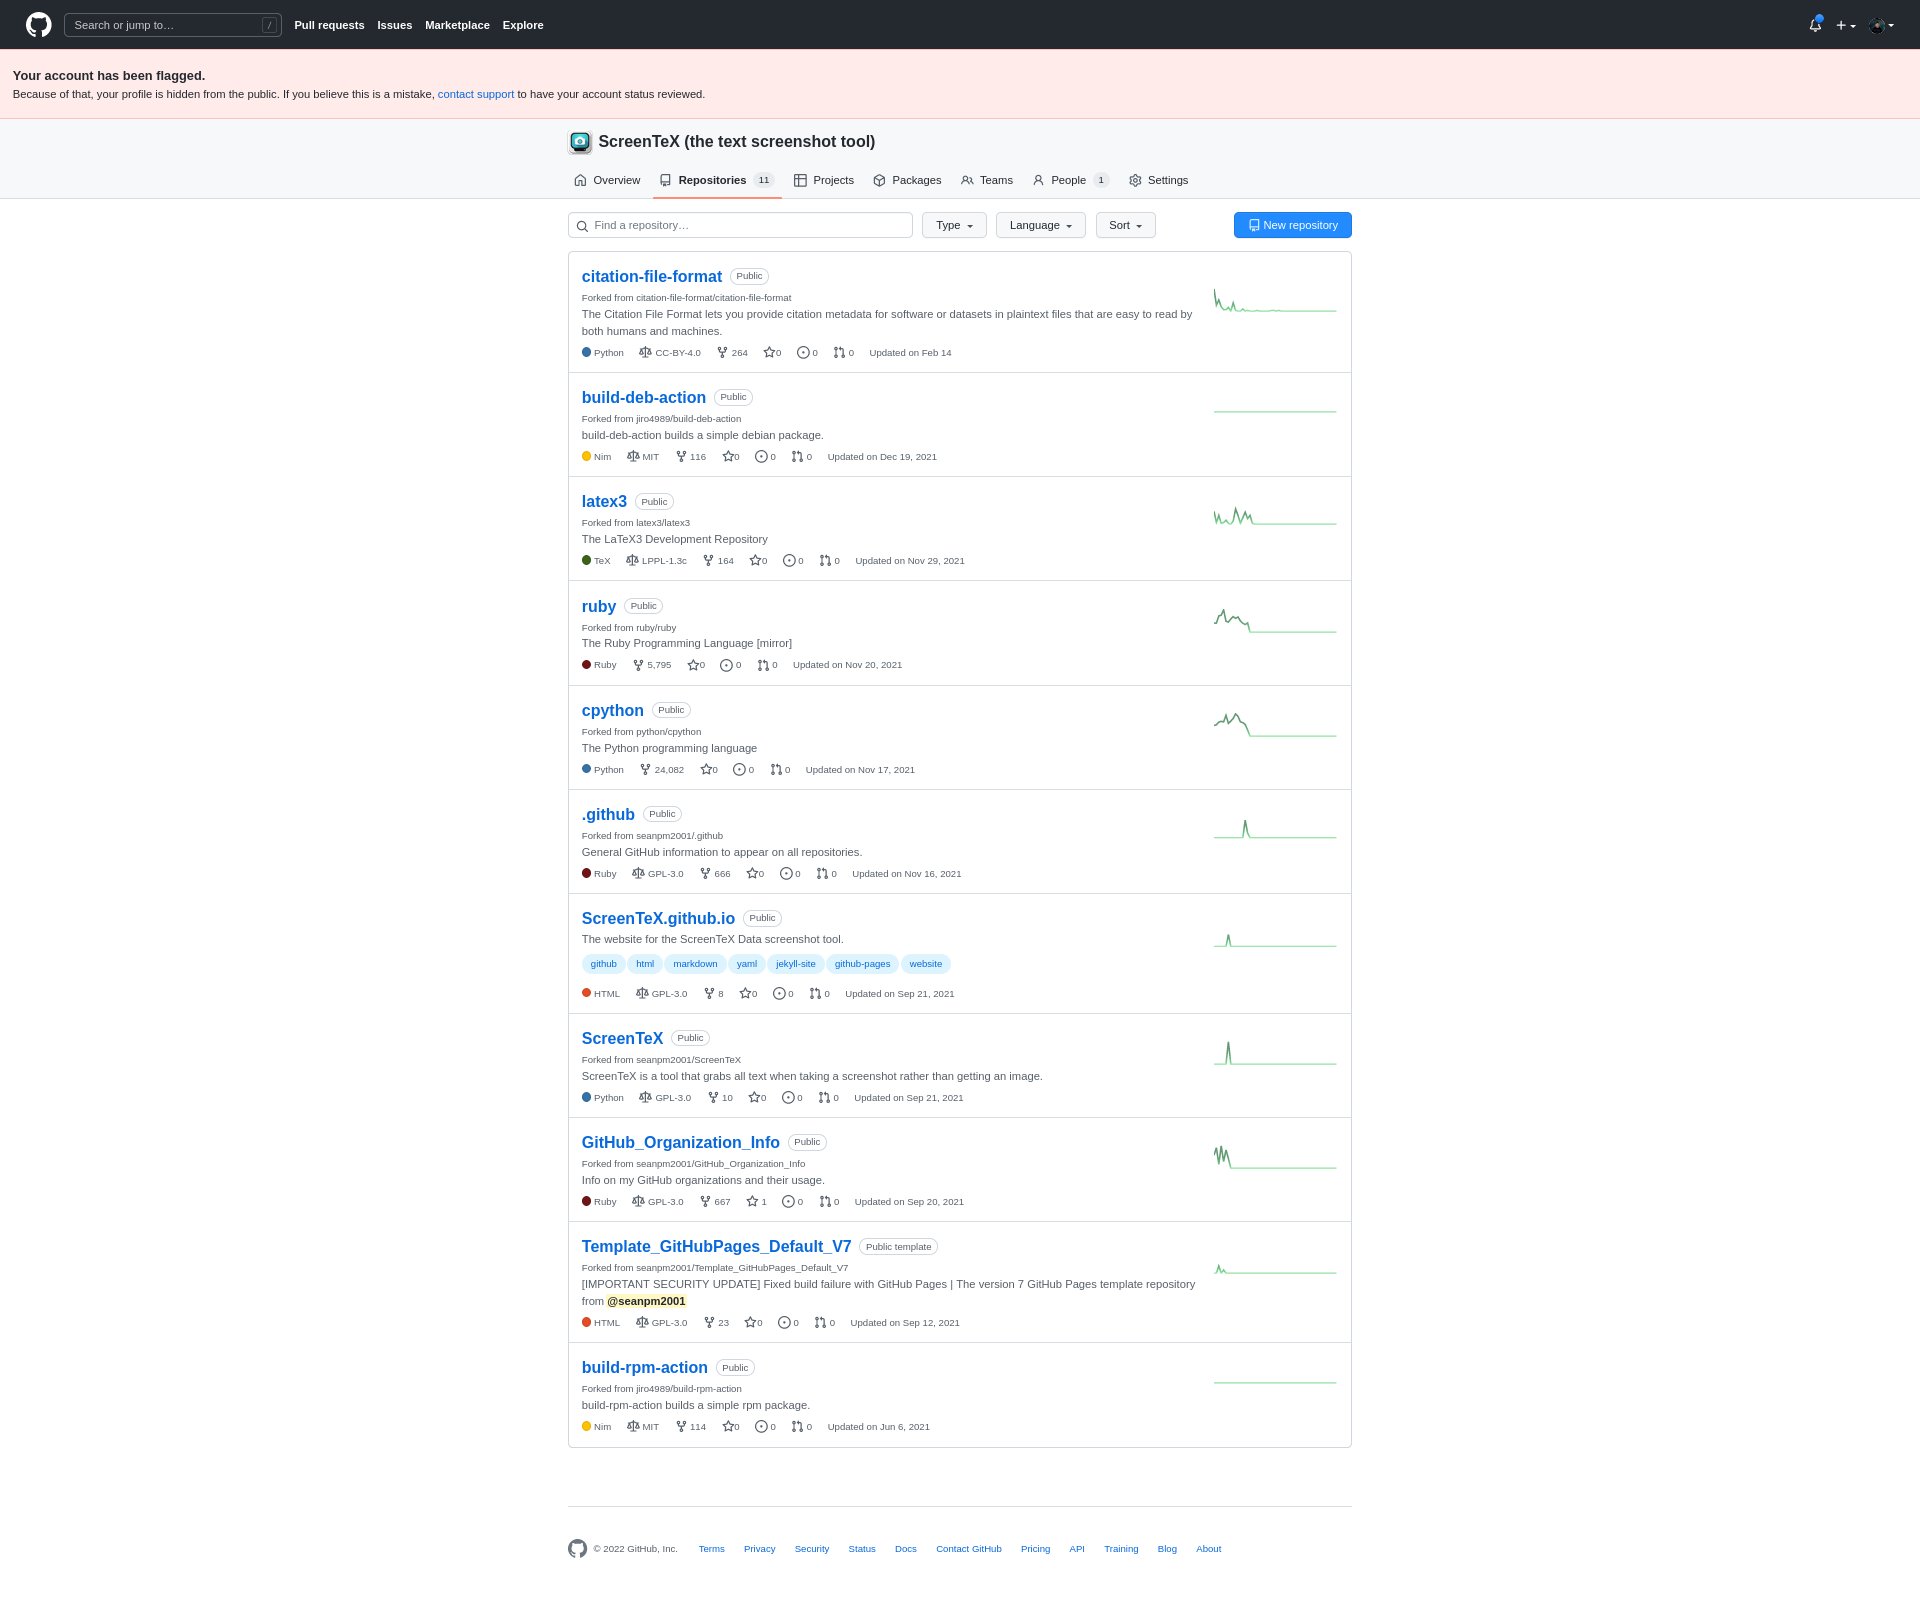 Search or jump to… /
Pull requests Issues Marketplace Explore
Your account has been flagged.
Because of that, your profile is hidden from the public. If you believe this is a mistake, contact support to have your account status reviewed.
ScreenTeX (the text screenshot tool)
Overview Repositories 11 Projects Packages Teams People 1 Settings
Find a repository… Type Language Sort New repository
citation-file-format Public
Forked from citation-file-format/citation-file-format
The Citation File Format lets you provide citation metadata for software or datasets in plaintext files that are easy to read by
both humans and machines.
Python CC-BY-4.0 264 0 0 0 Updated on Feb 14
build-deb-action Public
Forked from jiro4989/build-deb-action
build-deb-action builds a simple debian package.
Nim MIT 116 0 0 0 Updated on Dec 19, 2021
latex3 Public
Forked from latex3/latex3
The LaTeX3 Development Repository
TeX LPPL-1.3c 164 0 0 0 Updated on Nov 29, 2021
ruby Public
Forked from ruby/ruby
The Ruby Programming Language [mirror]
Ruby 5,795 0 0 0 Updated on Nov 20, 2021
cpython Public
Forked from python/cpython
The Python programming language
Python 24,082 0 0 0 Updated on Nov 17, 2021
.github Public
Forked from seanpm2001/.github
General GitHub information to appear on all repositories.
Ruby GPL-3.0 666 0 0 0 Updated on Nov 16, 2021
ScreenTeX.github.io Public
The website for the ScreenTeX Data screenshot tool.
github html markdown yaml jekyll-site github-pages website
HTML GPL-3.0 8 0 0 0 Updated on Sep 21, 2021
ScreenTeX Public
Forked from seanpm2001/ScreenTeX
ScreenTeX is a tool that grabs all text when taking a screenshot rather than getting an image.
Python GPL-3.0 10 0 0 0 Updated on Sep 21, 2021
GitHub_Organization_Info Public
Forked from seanpm2001/GitHub_Organization_Info
Info on my GitHub organizations and their usage.
Ruby GPL-3.0 667 1 0 0 Updated on Sep 20, 2021
Template_GitHubPages_Default_V7 Public template
Forked from seanpm2001/Template_GitHubPages_Default_V7
[IMPORTANT SECURITY UPDATE] Fixed build failure with GitHub Pages | The version 7 GitHub Pages template repository
from @seanpm2001
HTML GPL-3.0 23 0 0 0 Updated on Sep 12, 2021
build-rpm-action Public
Forked from jiro4989/build-rpm-action
build-rpm-action builds a simple rpm package.
Nim MIT 114 0 0 0 Updated on Jun 6, 2021
© 2022 GitHub, Inc. Terms Privacy Security Status Docs Contact GitHub Pricing API Training Blog About